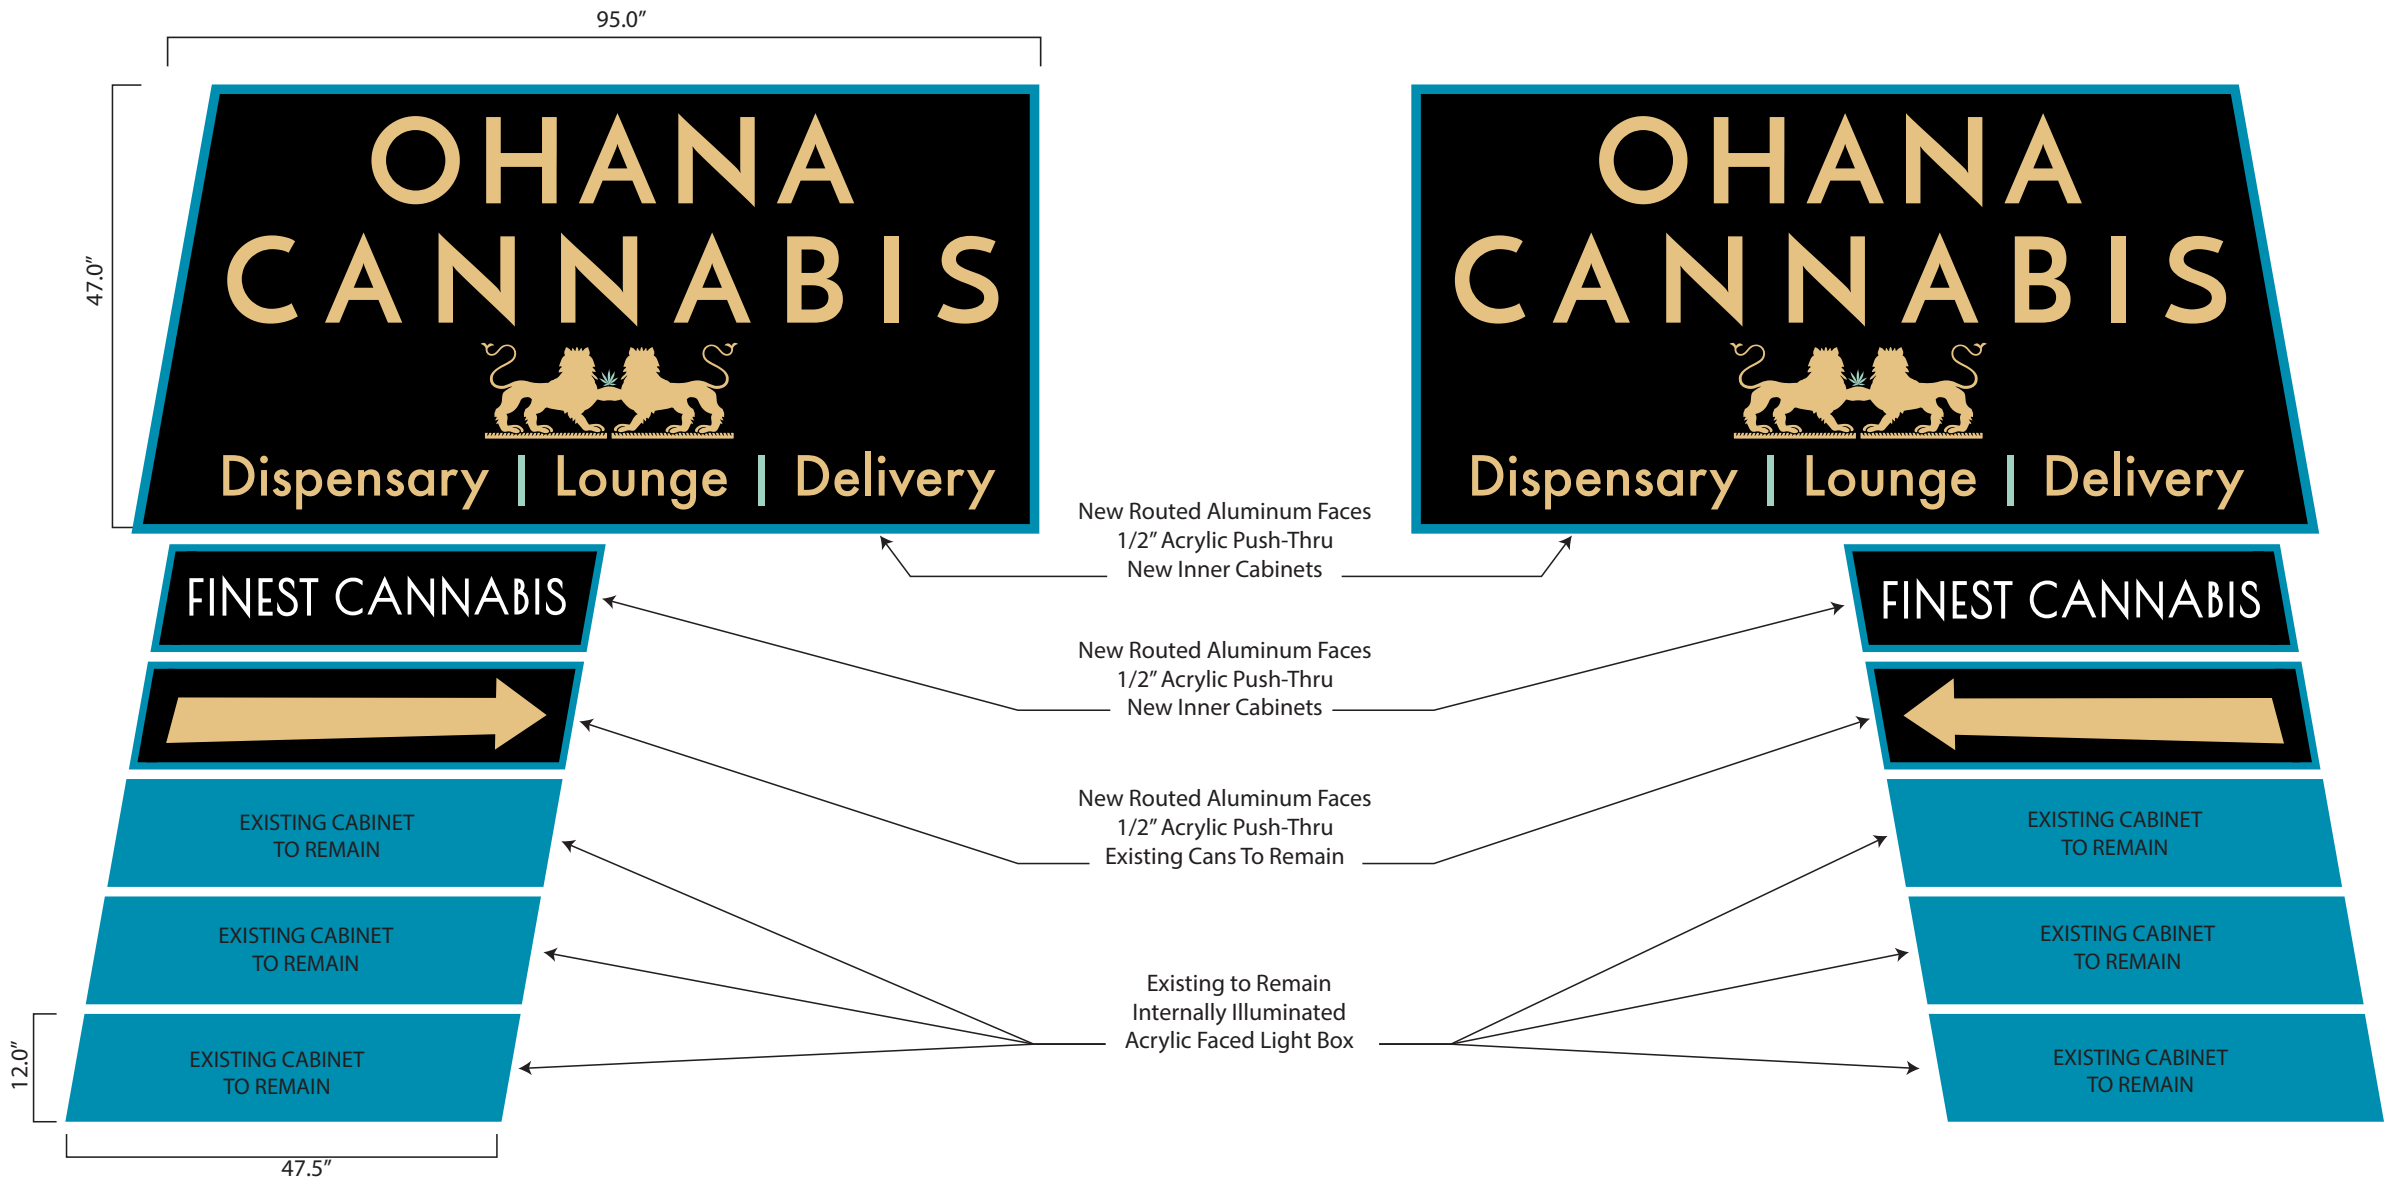 95.0”
47.0”
OHANA
CANNABIS
Dispensary | Lounge | Delivery
FINEST CANNABIS
EXISTING CABINET
TO REMAIN
EXISTING CABINET
TO REMAIN
EXISTING CABINET
TO REMAIN
12.0”
47.5”
New Routed Aluminum Faces
1/2” Acrylic Push-Thru
New Inner Cabinets
New Routed Aluminum Faces
1/2” Acrylic Push-Thru
New Inner Cabinets
New Routed Aluminum Faces
1/2” Acrylic Push-Thru
Existing Cans To Remain
Existing to Remain
Internally Illuminated
Acrylic Faced Light Box
OHANA
CANNABIS
Dispensary | Lounge | Delivery
FINEST CANNABIS
EXISTING CABINET
TO REMAIN
EXISTING CABINET
TO REMAIN
EXISTING CABINET
TO REMAIN